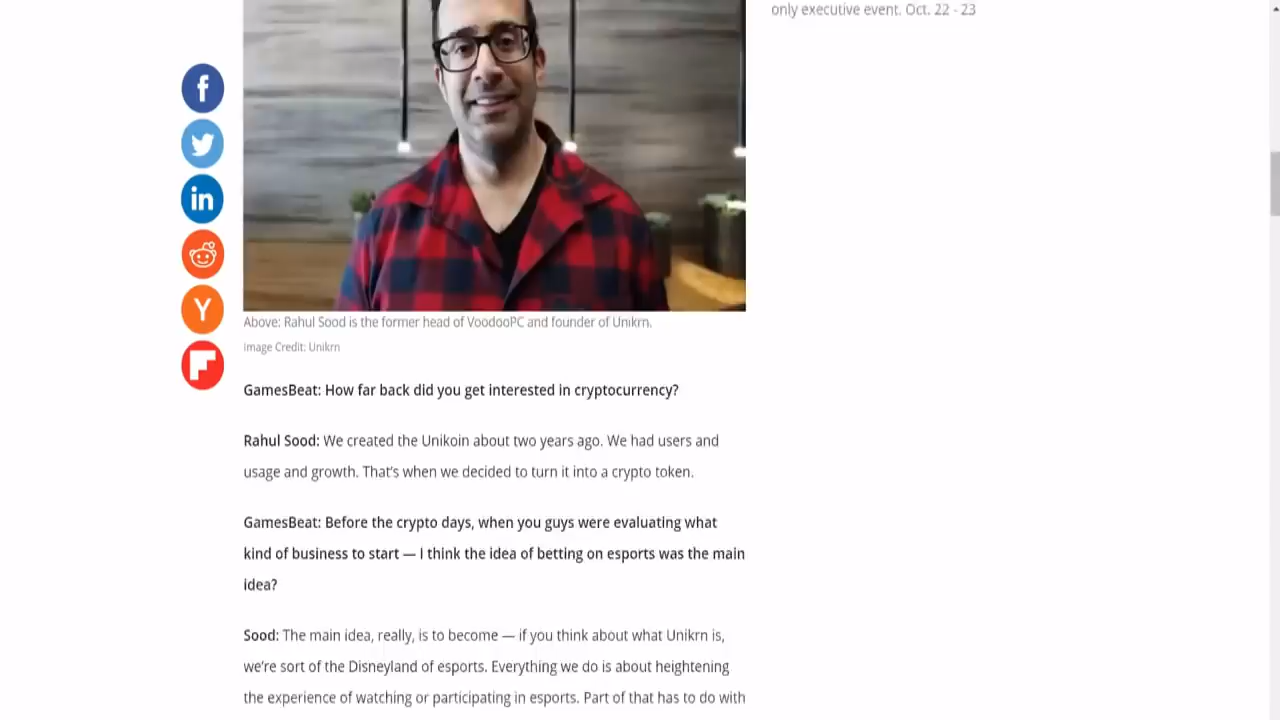 only executive event. Oct. 22 - 23
f
in
Y
Above: Rahul Sood is the former head of VoodooPC and founder of Unikrn.
Image Credit: Unikrn
GamesBeat: How far back did you get interested in cryptocurrency?
Rahul Sood: We created the Unikoin about two years ago. We had users and
usage and growth. That's when we decided to turn it into a crypto token.
GamesBeat: Before the crypto days, when you guys were evaluating what
kind of business to start — I think the idea of betting on esports was the main
idea?
Sood: The main idea, really, is to become — if you think about what Unikrn is,
we're sort of the Disneyland of esports. Everything we do is about heightening
the experience of watching or participating in esports. Part of that has to do with